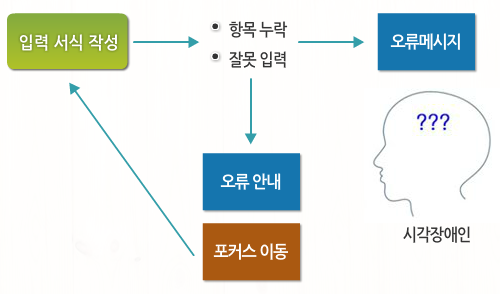 입력 서식 작성
항목 누락
잘못 입력
오류메시지
???
시각장애인
오류 안내
포커스 이동